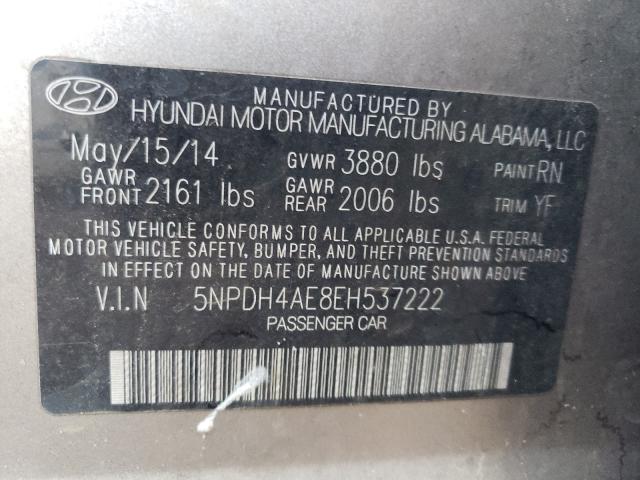 MANUFACTURED BY
HYUNDAI MOTOR MANUFACTURING ALABAMA, LLC
May/15/14 GVWR 3880 lbs PAINT RN
GAWR FRONT 2161 lbs GAWR REAR 2006 lbs TRIM YF
THIS VEHICLE CONFORMS TO ALL APPLICABLE U.S.A. FEDERAL
MOTOR VEHICLE SAFETY, BUMPER, AND THEFT PREVENTION STANDARDS
IN EFFECT ON THE DATE OF MANUFACTURE SHOWN ABOVE
V.I.N 5NPDH4AE8EH537222
PASSENGER CAR